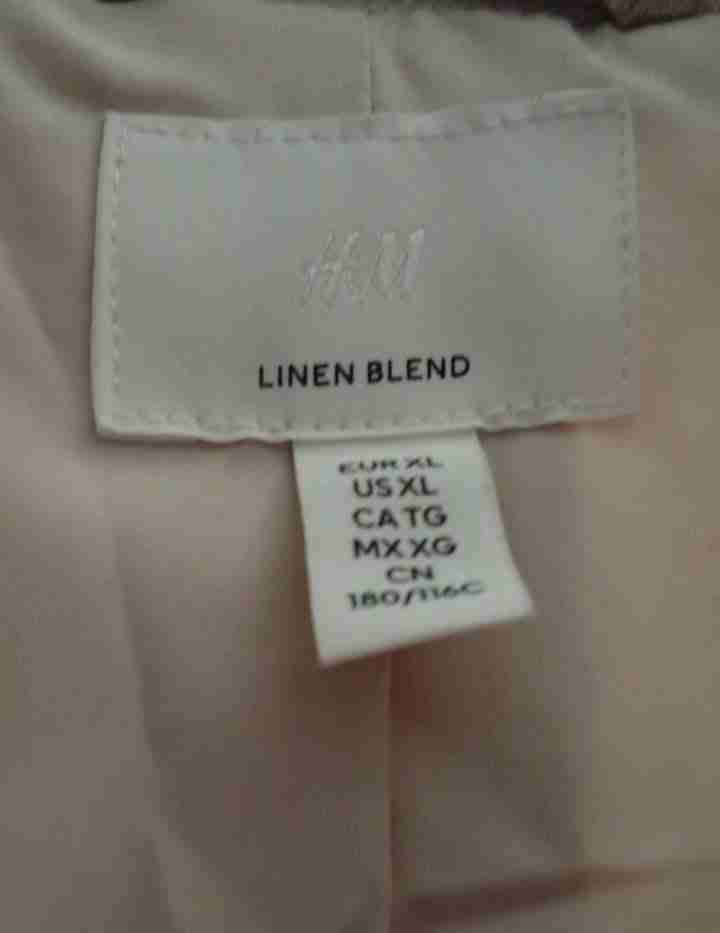 H&M
LINEN BLEND
EUR XL
US XL
CA TG
MX XG
CN
180/116C